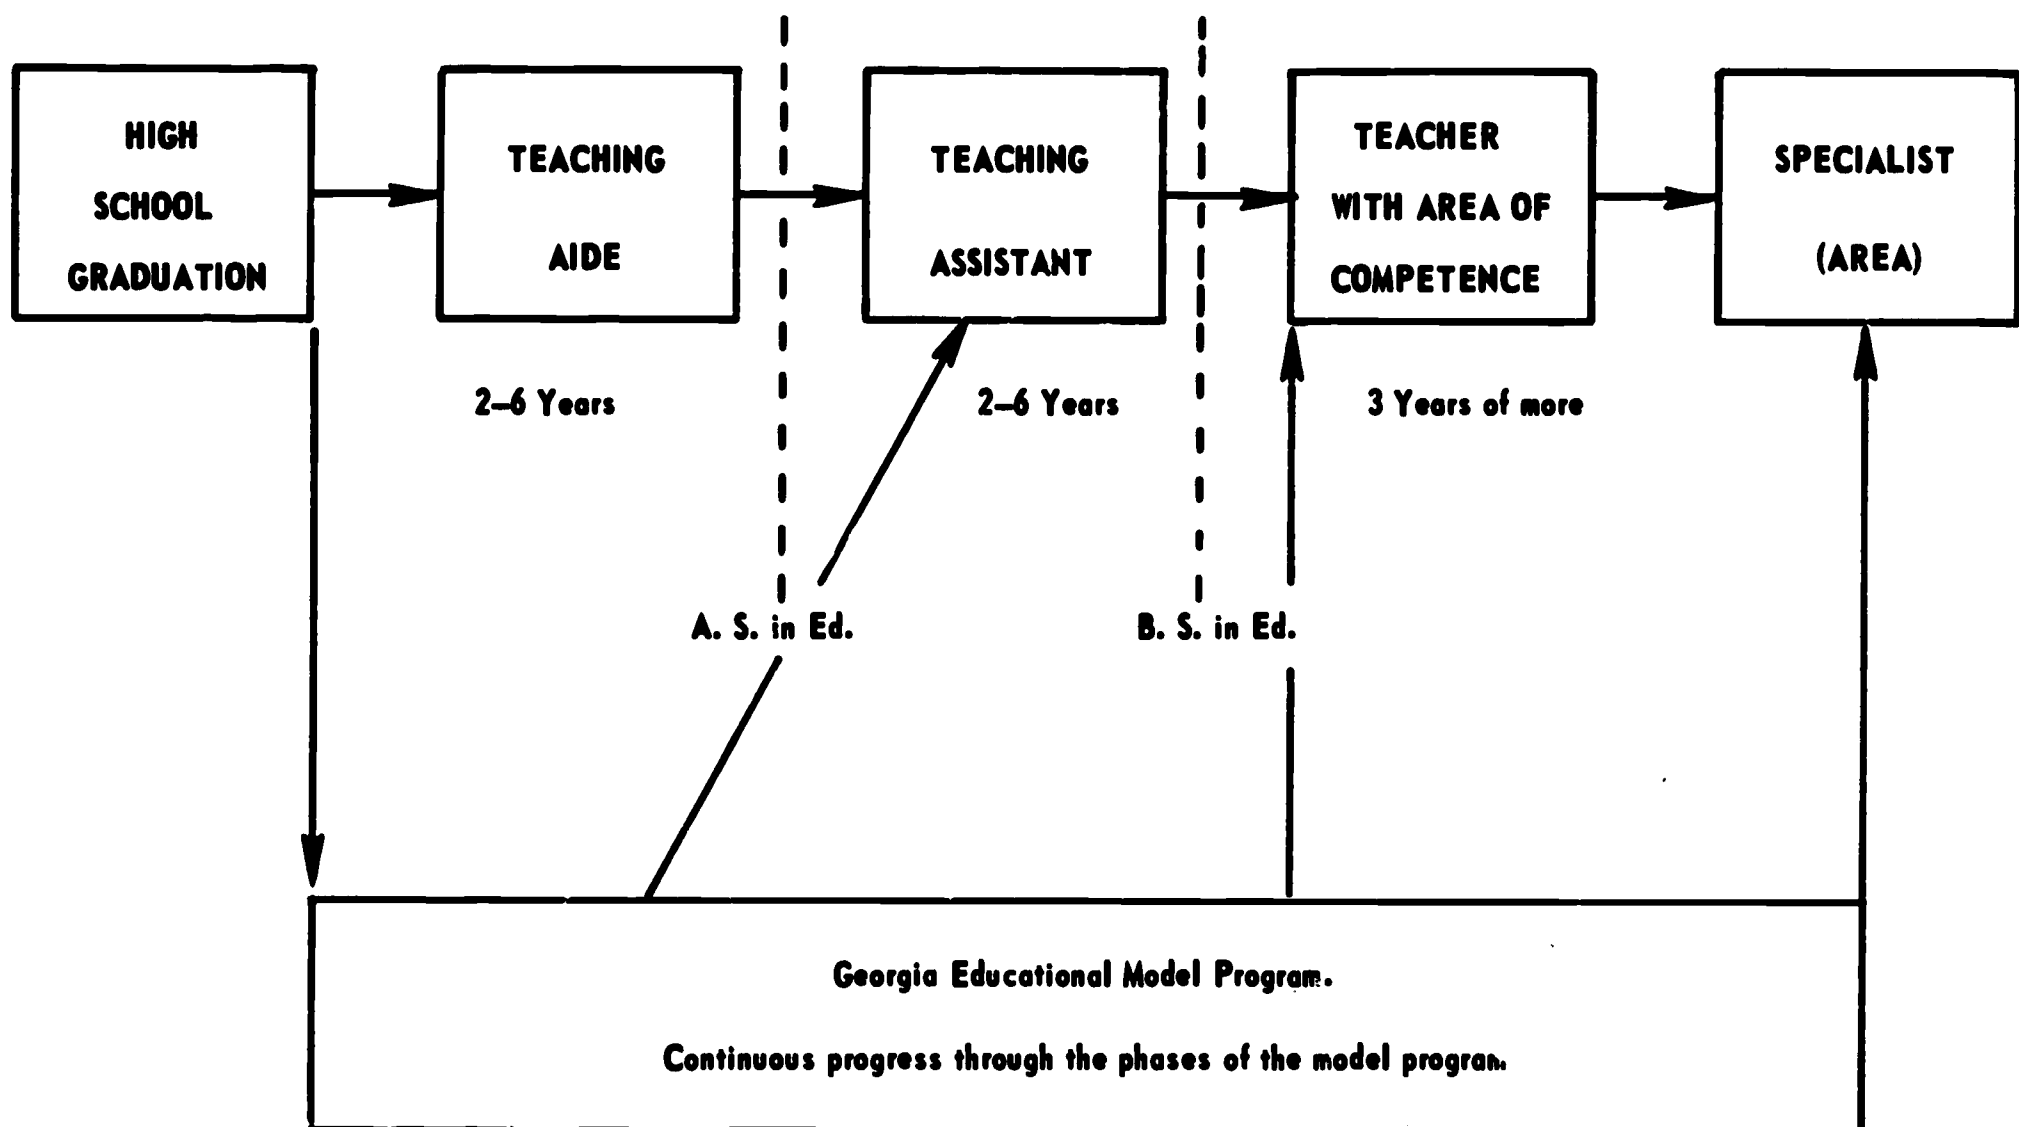 HIGH
SCHOOL
GRADUATION
TEACHING
AIDE
TEACHING
ASSISTANT
TEACHER
WITH AREA OF
COMPETENCE
SPECIALIST
(AREA)
2–6 Years
2–6 Years
3 Years of more
A. S. in Ed.
B. S. in Ed.
Georgia Educational Model Program.
Continuous progress through the phases of the model program.